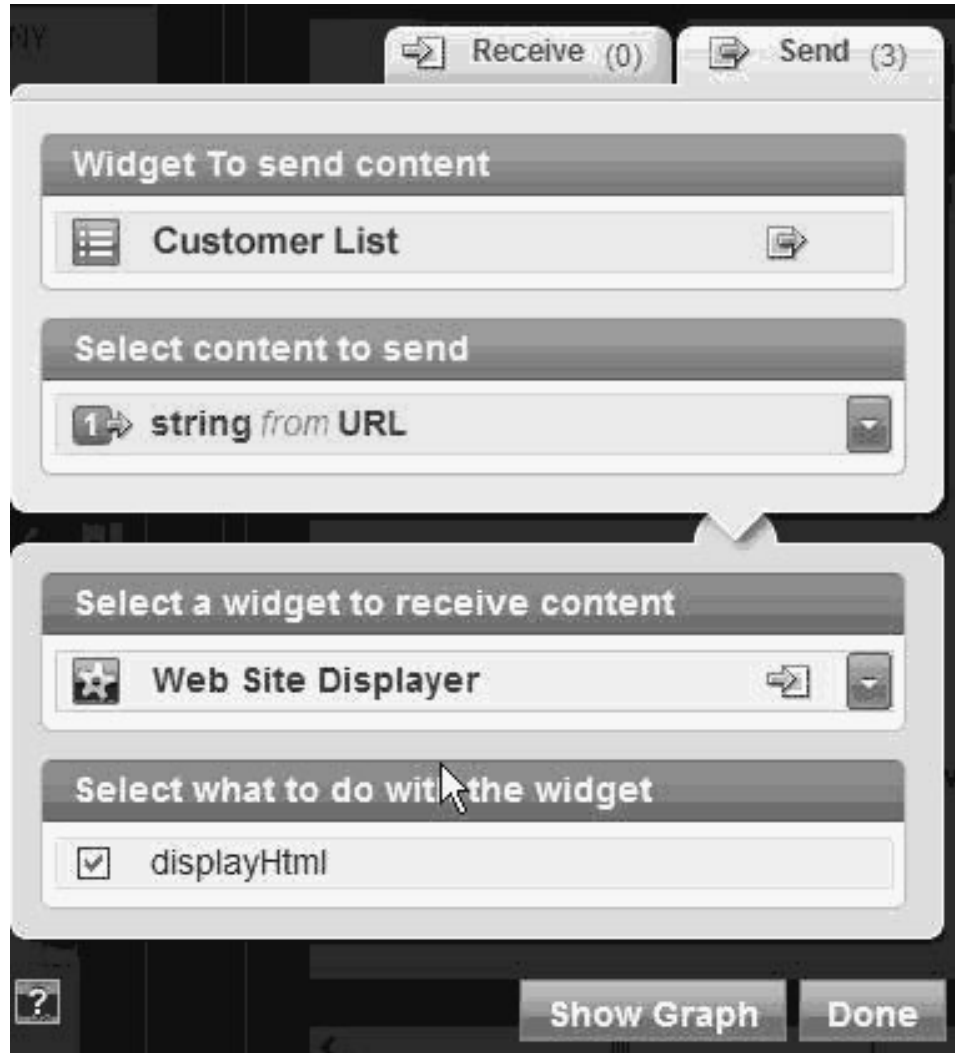 NY
Receive (0)
Send (3)
Widget To send content
Customer List
Select content to send
1 string from URL
Select a widget to receive content
Web Site Displayer
Select what to do with the widget
displayHtml
?
Show Graph
Done